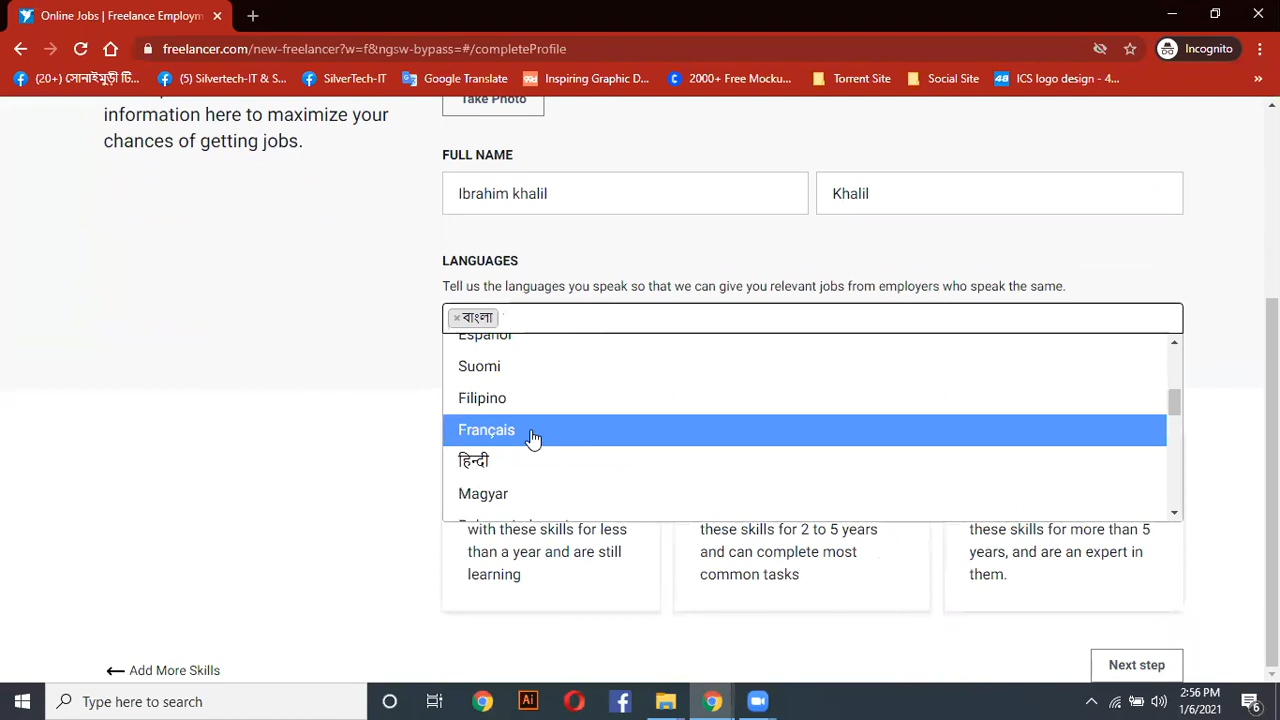 Online Jobs | Freelance Employm
freelancer.com/new-freelancer?w=f&ngsw-bypass=#/completeProfile
Incognito
(20+) সোনাইমুড়ী টি...
(5) Silvertech-IT & S...
SilverTech-IT
Google Translate
Inspiring Graphic D...
2000+ Free Mocku...
Torrent Site
Social Site
ICS logo design - 4...
information here to maximize your
chances of getting jobs.
Take Photo
FULL NAME
Ibrahim khalil
Khalil
LANGUAGES
Tell us the languages you speak so that we can give you relevant jobs from employers who speak the same.
× বাংলা
Español
Suomi
Filipino
Français
हिन्दी
Magyar
with these skills for less
than a year and are still
learning
these skills for 2 to 5 years
and can complete most
common tasks
these skills for more than 5
years, and are an expert in
them.
Add More Skills
Next step
Type here to search
2:56 PM
1/6/2021
6